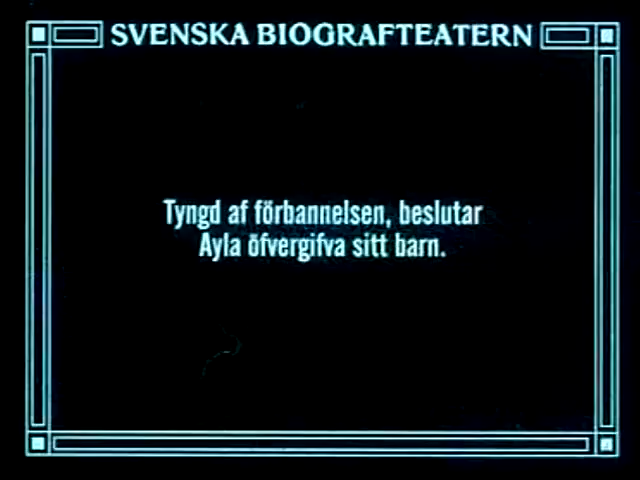 SVENSKA BIOGRAFTEATERN
Tyngd af förbannelsen, beslutar
Ayla öfvergifva sitt barn.